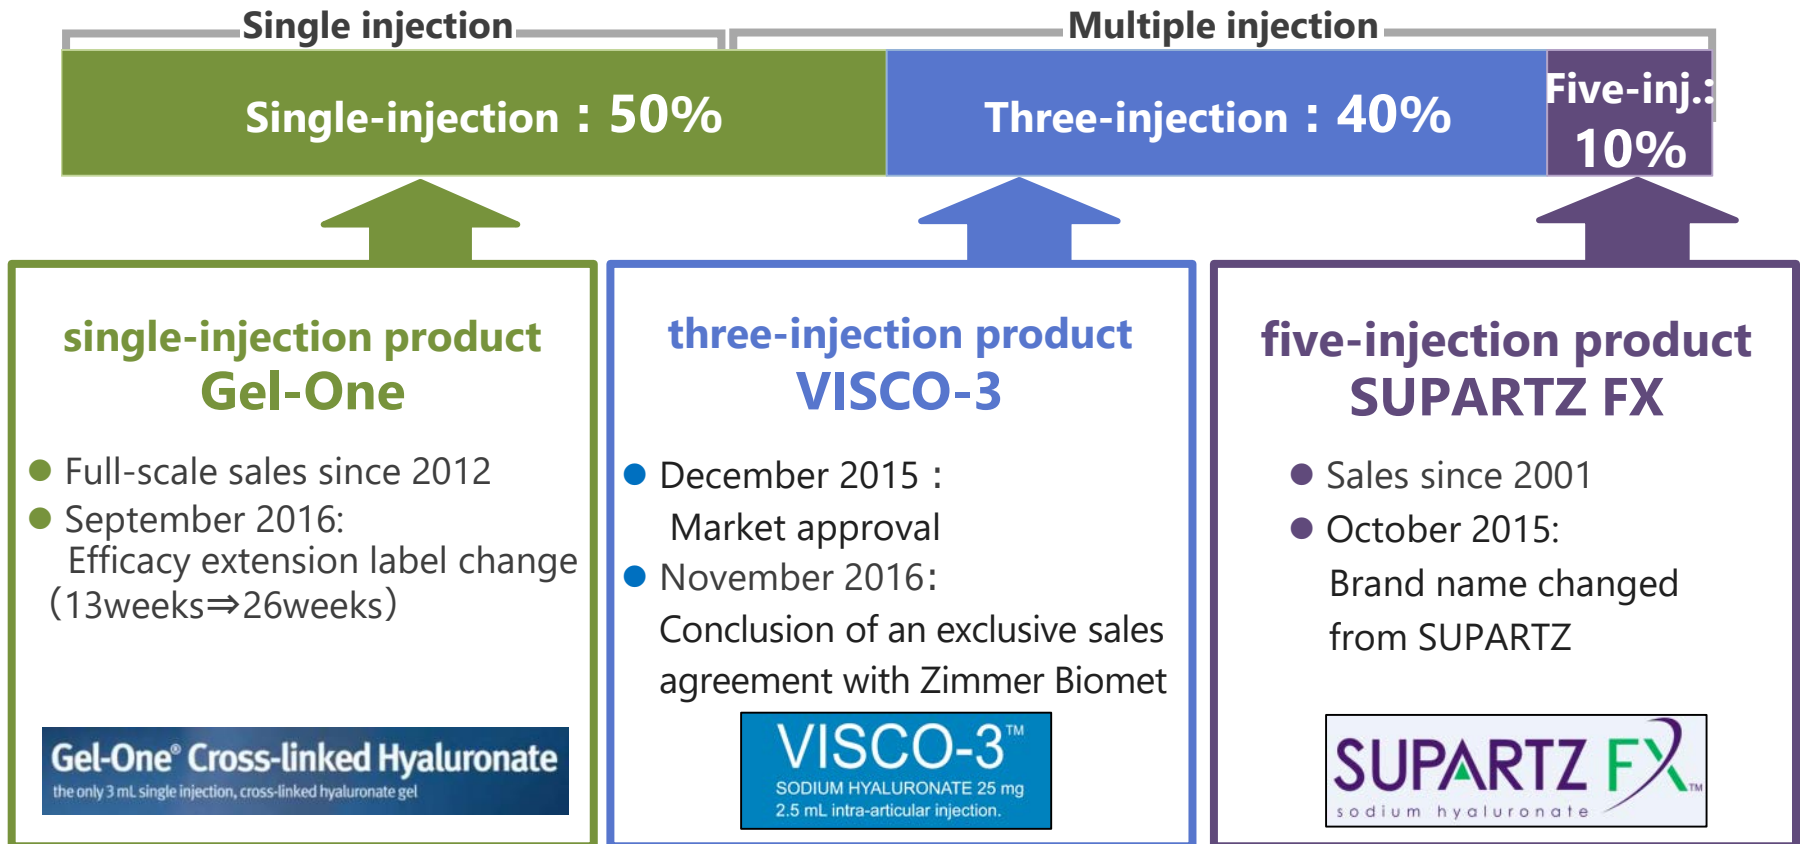 Single injection
Multiple injection
Single-injection：50%
Three-injection：40%
Five-inj.:
10%
single-injection product
Gel-One
● Full-scale sales since 2012
● September 2016:
Efficacy extension label change
（13weeks⇒26weeks）
Gel-One® Cross-linked Hyaluronate
the only 3 mL single injection, cross-linked hyaluronate gel
three-injection product
VISCO-3
● December 2015：
Market approval
● November 2016：
Conclusion of an exclusive sales
agreement with Zimmer Biomet
VISCO-3™
SODIUM HYALURONATE 25 mg
2.5 mL intra-articular injection.
five-injection product
SUPARTZ FX
● Sales since 2001
● October 2015:
Brand name changed
from SUPARTZ
SUPARTZ FX™
sodium hyaluronate